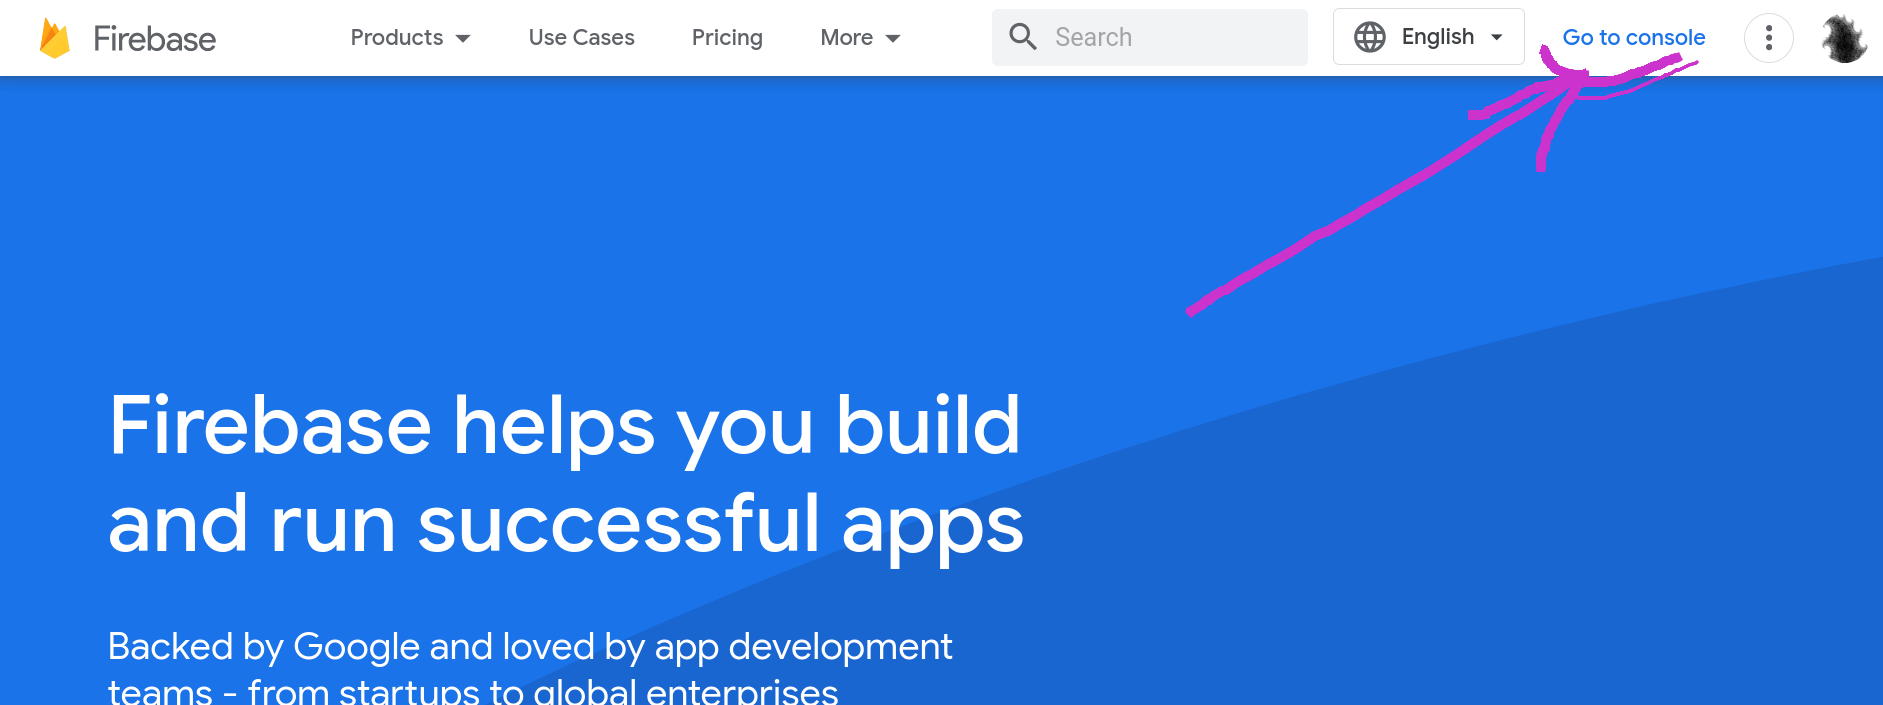 Firebase
Products
Use Cases
Pricing
More
Search
English
Go to console
Firebase helps you build
and run successful apps
Backed by Google and loved by app development
teams - from startups to global enterprises